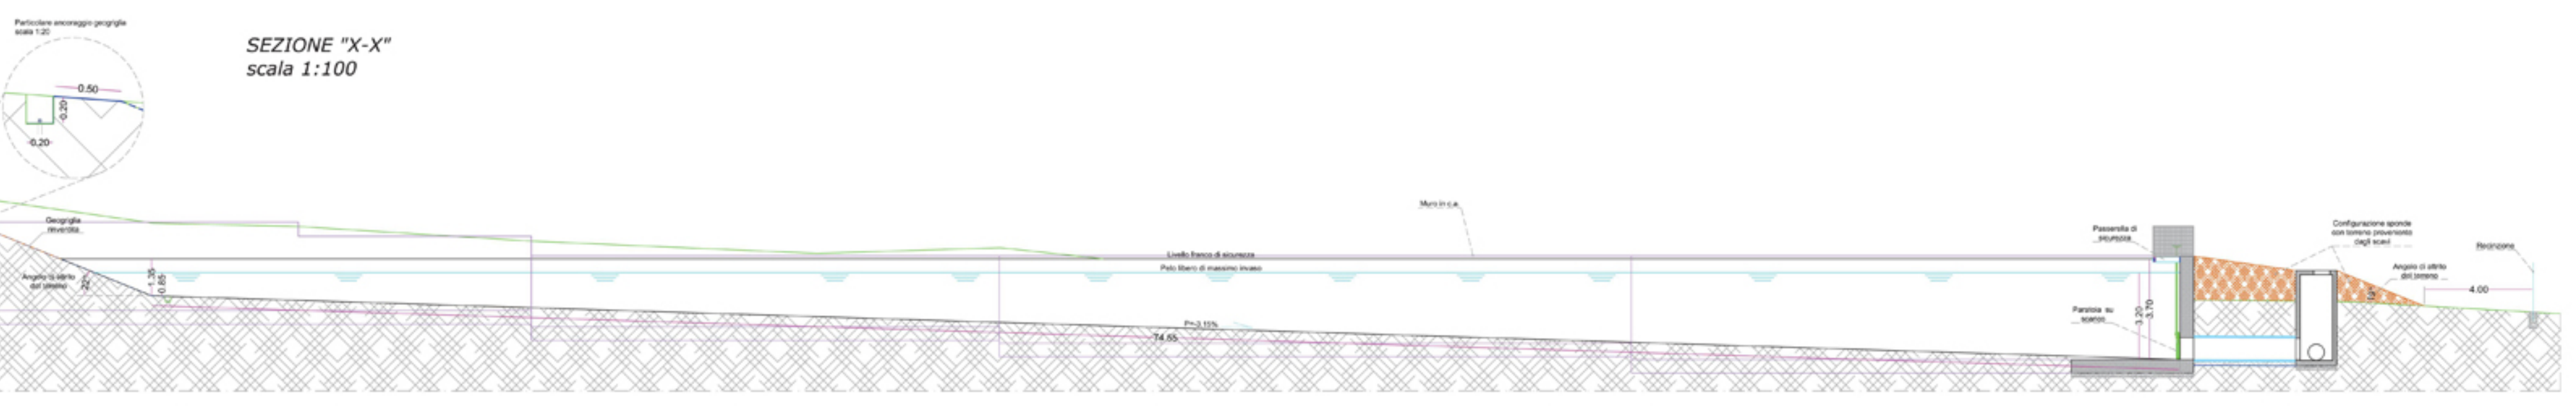 Particolare ancoraggio geogriglia
scala 1:20
SEZIONE "X-X"
scala 1:100
0.50
0.20
0.20
Geogriglia
rinverdita
Angolo di attrito
del terreno
22°
1.35
0.85
Muro in c.a.
Livello franco di sicurezza
Pelo libero di massimo invaso
P=3.15%
74.55
Passerella di
sicurezza
Paratoia su
scarico
3.20
3.70
Configurazione sponde
con terreno proveniente
dagli scavi
Angolo di attrito
del terreno
4.00
Recinzione